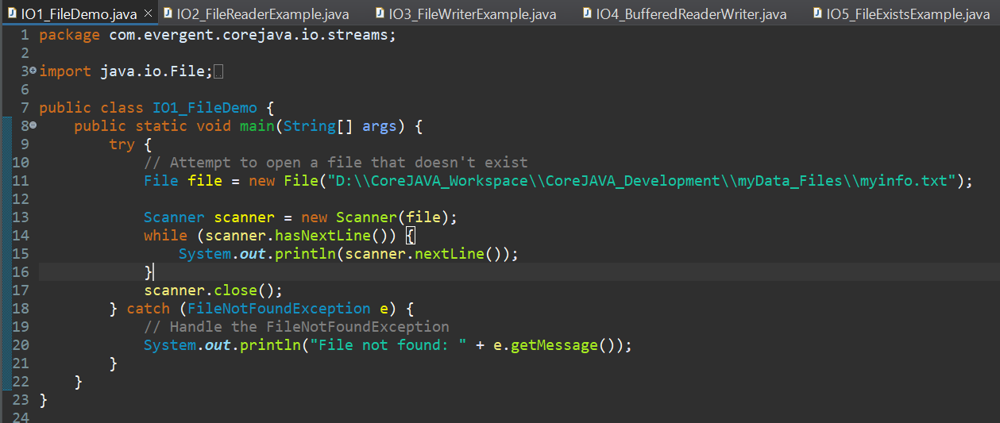 IO1_FileDemo.java × IO2_FileReaderExample.java IO3_FileWriterExample.java IO4_BufferedReaderWriter.java IO5_FileExistsExample.java
1 package com.evergent.corejava.io.streams;
2
3 import java.io.File;
6
7 public class IO1_FileDemo {
8 public static void main(String[] args) {
9 try {
10 // Attempt to open a file that doesn't exist
11 File file = new File("D:\\CoreJAVA_Workspace\\CoreJAVA_Development\\myData_Files\\myinfo.txt");
12
13 Scanner scanner = new Scanner(file);
14 while (scanner.hasNextLine()) {
15 System.out.println(scanner.nextLine());
16 }
17 scanner.close();
18 } catch (FileNotFoundException e) {
19 // Handle the FileNotFoundException
20 System.out.println("File not found: " + e.getMessage());
21 }
22 }
23 }
24